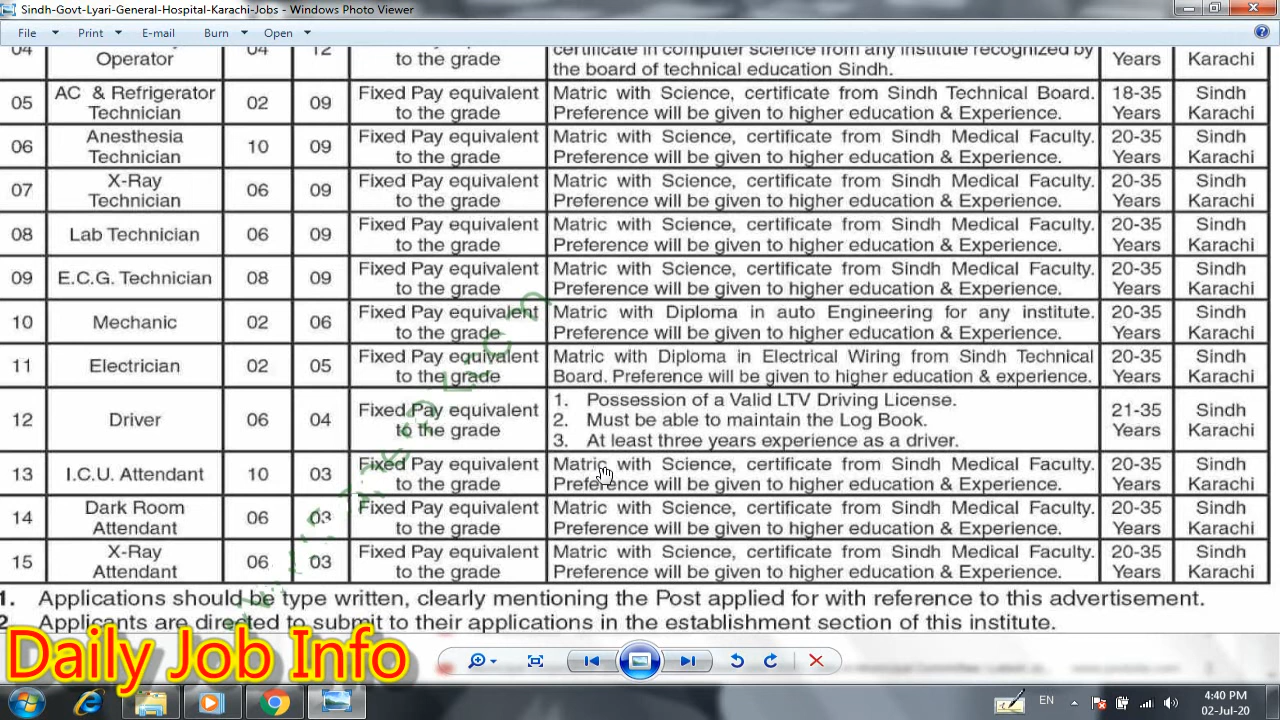 Sindh-Govt-Lyari-General-Hospital-Karachi-Jobs - Windows Photo Viewer
File Print E-mail Burn Open
04 Operator 04 12 to the grade certificate in computer science from any institute recognized by
the board of technical education Sindh. Years Karachi
05 AC & Refrigerator 02 09 Fixed Pay equivalent Matric with Science, certificate from Sindh Technical Board. 18-35 Sindh
Technician to the grade Preference will be given to higher education & Experience. Years Karachi
06 Anesthesia 10 09 Fixed Pay equivalent Matric with Science, certificate from Sindh Medical Faculty. 20-35 Sindh
Technician to the grade Preference will be given to higher education & Experience. Years Karachi
07 X-Ray 06 09 Fixed Pay equivalent Matric with Science, certificate from Sindh Medical Faculty. 20-35 Sindh
Technician to the grade Preference will be given to higher education & Experience. Years Karachi
08 Lab Technician 06 09 Fixed Pay equivalent Matric with Science, certificate from Sindh Medical Faculty. 20-35 Sindh
to the grade Preference will be given to higher education & Experience. Years Karachi
09 E.C.G. Technician 08 09 Fixed Pay equivalent Matric with Science, certificate from Sindh Medical Faculty. 20-35 Sindh
to the grade Preference will be given to higher education & Experience. Years Karachi
10 Mechanic 02 06 Fixed Pay equivalent Matric with Diploma in auto Engineering for any institute. 20-35 Sindh
to the grade Preference will be given to higher education & Experience. Years Karachi
11 Electrician 02 05 Fixed Pay equivalent Matric with Diploma in Electrical Wiring from Sindh Technical 20-35 Sindh
to the grade Board. Preference will be given to higher education & experience. Years Karachi
12 Driver 06 04 Fixed Pay equivalent 1. Possession of a Valid LTV Driving License. 21-35 Sindh
to the grade 2. Must be able to maintain the Log Book. Years Karachi
3. At least three years experience as a driver.
13 I.C.U. Attendant 10 03 Fixed Pay equivalent Matric with Science, certificate from Sindh Medical Faculty. 20-35 Sindh
to the grade Preference will be given to higher education & Experience. Years Karachi
14 Dark Room 06 03 Fixed Pay equivalent Matric with Science, certificate from Sindh Medical Faculty. 20-35 Sindh
Attendant to the grade Preference will be given to higher education & Experience. Years Karachi
15 X-Ray 06 03 Fixed Pay equivalent Matric with Science, certificate from Sindh Medical Faculty. 20-35 Sindh
Attendant to the grade Preference will be given to higher education & Experience. Years Karachi
1. Applications should be type written, clearly mentioning the Post applied for with reference to this advertisement.
2 Applicants are directed to submit to their applications in the establishment section of this institute.
Daily Job Info
EN
4:40 PM
02-Jul-20